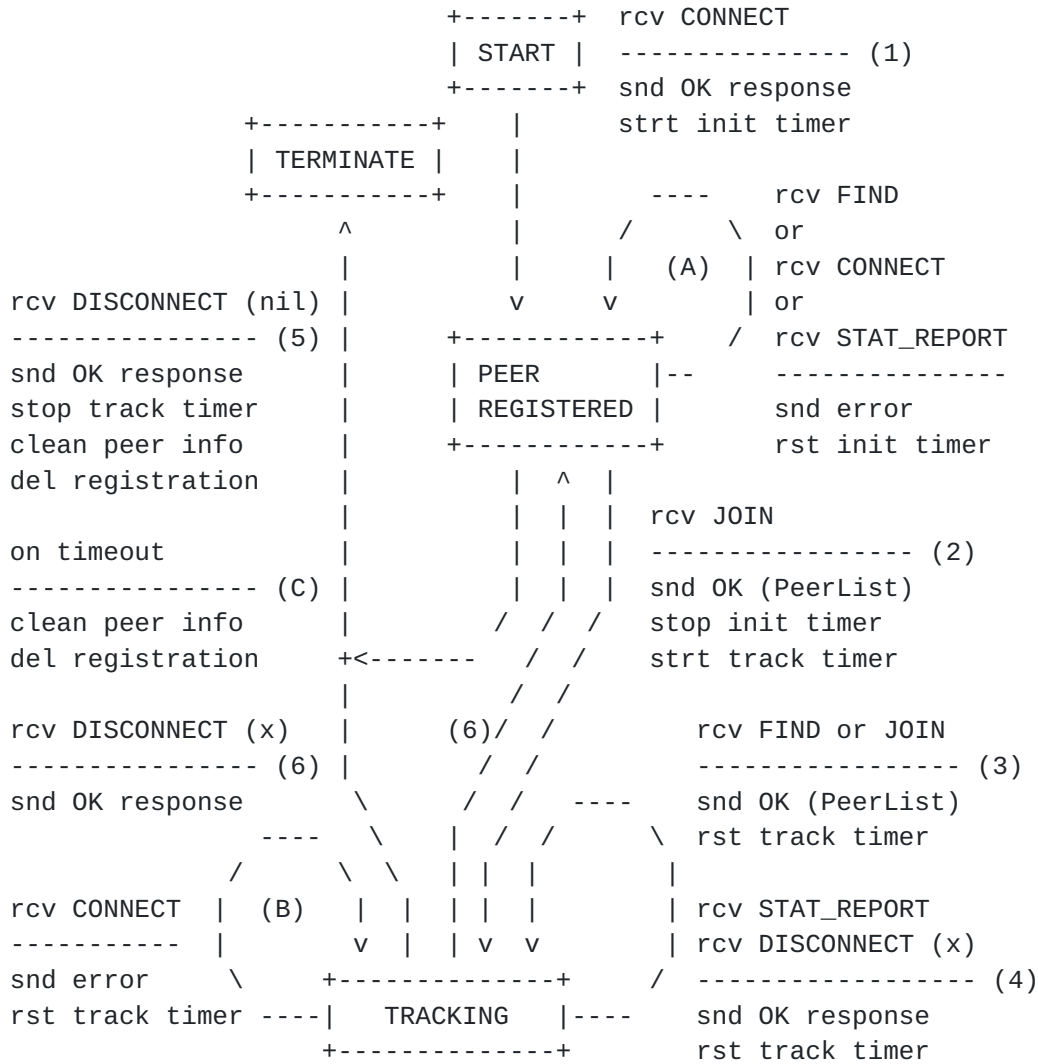 +-------+  rcv CONNECT
| START |  --------------- (1)
+-------+  snd OK response
+-----------+    |      strt init timer
| TERMINATE |    |
+-----------+    |        ----    rcv FIND
^          |      /      \  or
|          |     |   (A)  | rcv CONNECT
rcv DISCONNECT (nil) |          v     v        | or
---------------- (5) |      +------------+    /  rcv STAT_REPORT
snd OK response      |      | PEER       |--    ---------------
stop track timer     |      | REGISTERED |      snd error
clean peer info      |      +------------+      rst init timer
del registration     |          |  ^  |
|          |  |  |  rcv JOIN
on timeout           |          |  |  |  ----------------- (2)
---------------- (C) |          |  |  |  snd OK (PeerList)
clean peer info      |         /  /  /   stop init timer
del registration     +<-------   /  /    strt track timer
|          /  /
rcv DISCONNECT (x)   |      (6)/  /         rcv FIND or JOIN
---------------- (6) |        /  /          ----------------- (3)
snd OK response       \      /  /   ----    snd OK (PeerList)
----   \    |  /  /      \  rst track timer
/      \  \   | |  |        |
rcv CONNECT  |  (B)  |  |  | |  |        | rcv STAT_REPORT
-----------  |       v  |  | v  v        | rcv DISCONNECT (x)
snd error     \    +--------------+     /  ------------------ (4)
rst track timer ----|   TRACKING   |----   snd OK response
+--------------+       rst track timer